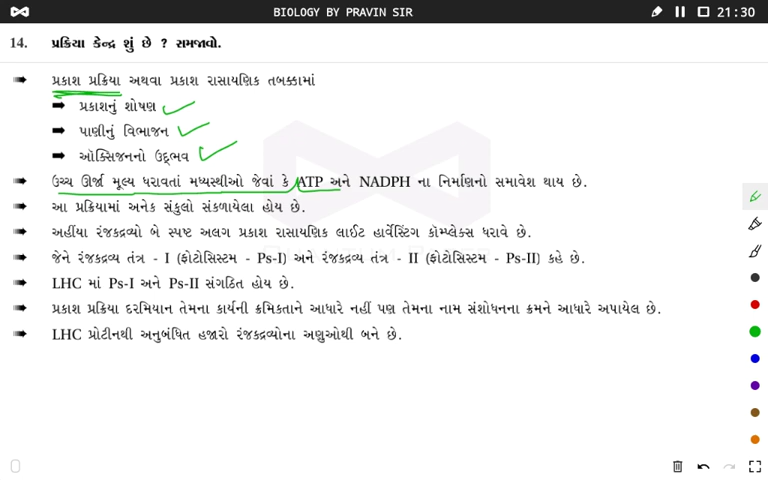 BIOLOGY BY PRAVIN SIR
21:30
14. પ્રક્રિયા કેન્દ્ર શું છે ? સમજાવો.
પ્રકાશ પ્રક્રિયા અથવા પ્રકાશ રાસાયણિક તબક્કામાં
પ્રકાશનું શોષણ
પાણીનું વિભાજન
ઑક્સિજનનો ઉદ્ભવ
ઉચ્ચ ઊર્જા મૂલ્ય ધરાવતાં મધ્યસ્થીઓ જેવાં કે ATP અને NADPH ના નિર્માણનો સમાવેશ થાય છે.
આ પ્રક્રિયામાં અનેક સંકુલો સંકળાયેલા હોય છે.
અહીંયા રંજકદ્રવ્યો બે સ્પષ્ટ અલગ પ્રકાશ રાસાયણિક લાઈટ હાર્વેસ્ટિંગ કૉમ્પ્લેક્સ ધરાવે છે.
જેને રંજકદ્રવ્ય તંત્ર - I (ફોટોસિસ્ટમ - Ps-I) અને રંજકદ્રવ્ય તંત્ર - II (ફોટોસિસ્ટમ - Ps-II) કહે છે.
LHC માં Ps-I અને Ps-II સંગઠિત હોય છે.
પ્રકાશ પ્રક્રિયા દરમિયાન તેમના કાર્યની ક્રમિકતાને આધારે નહીં પણ તેમના નામ સંશોધનના ક્રમને આધારે અપાયેલ છે.
LHC પ્રોટીનથી અનુબંધિત હજારો રંજકદ્રવ્યોના અણુઓથી બને છે.